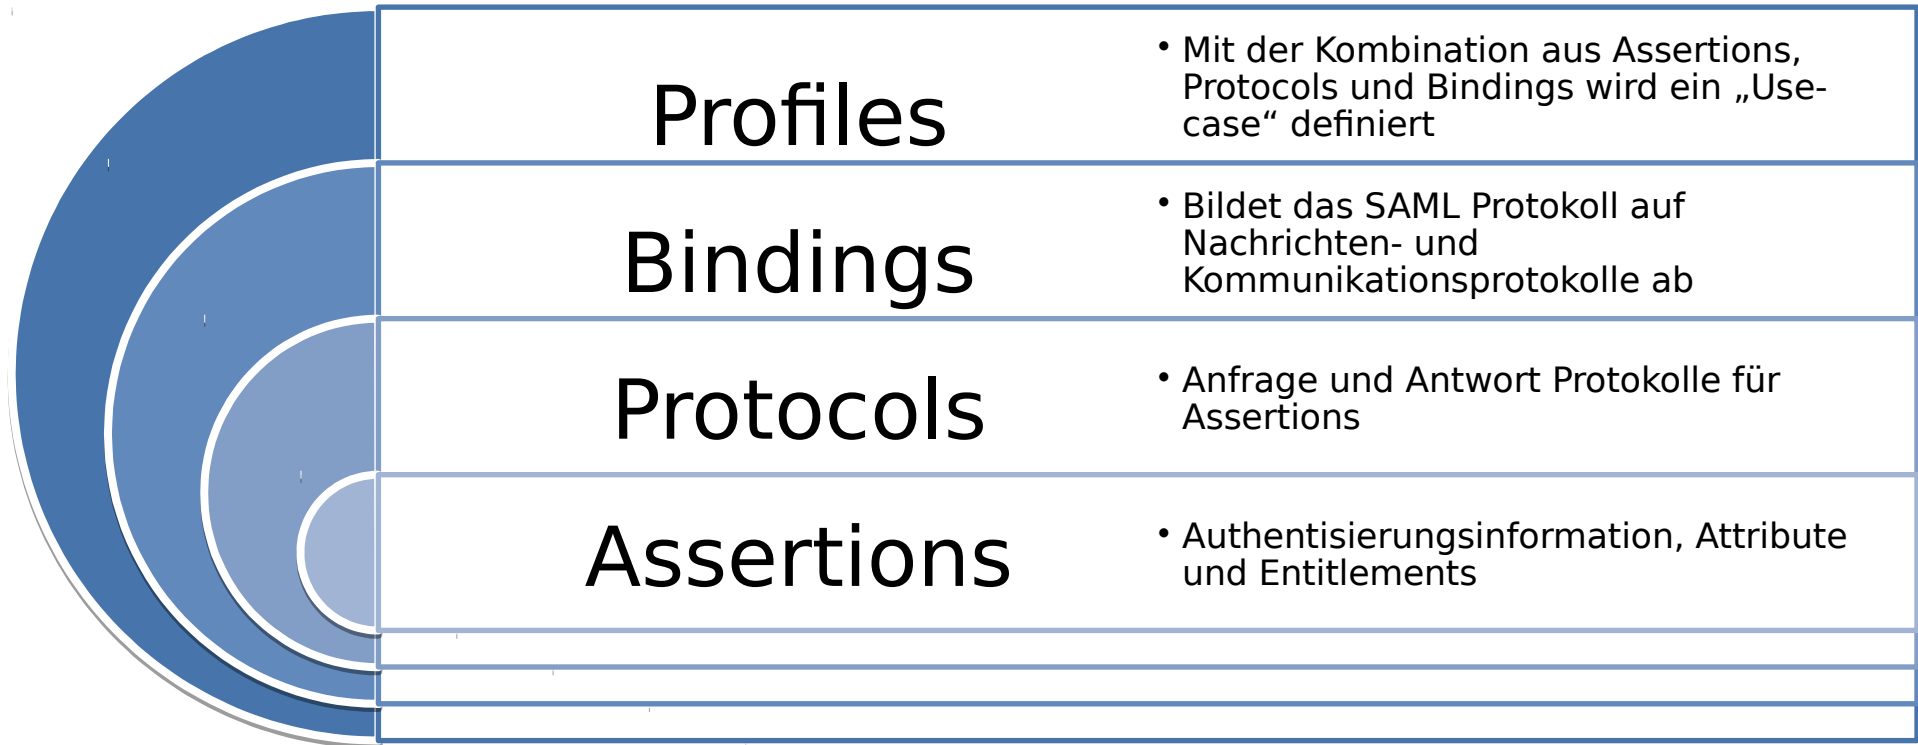 Profiles
• Mit der Kombination aus Assertions,
Protocols und Bindings wird ein „Use-
case“ definiert
Bindings
• Bildet das SAML Protokoll auf
Nachrichten- und
Kommunikationsprotokolle ab
Protocols
• Anfrage und Antwort Protokolle für
Assertions
Assertions
• Authentisierungsinformation, Attribute
und Entitlements